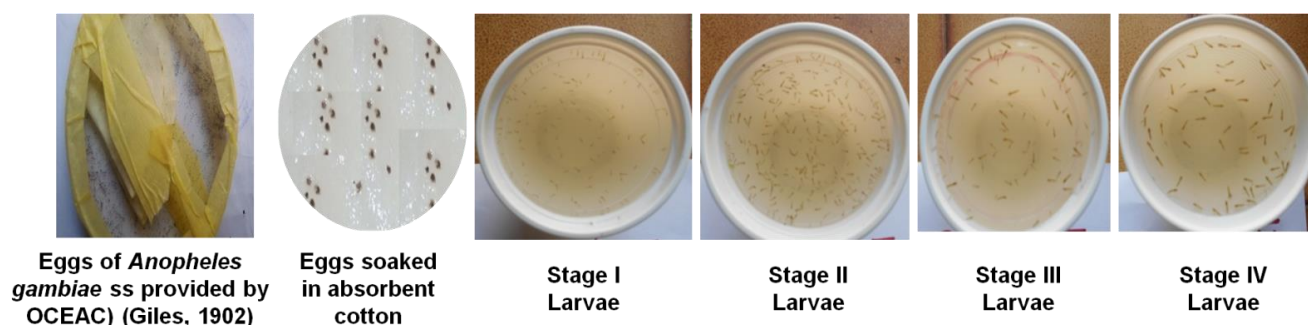 Eggs of Anopheles
gambiae ss provided by
OCEAC) (Giles, 1902)
Eggs soaked
in absorbent
cotton
Stage I
Larvae
Stage II
Larvae
Stage III
Larvae
Stage IV
Larvae